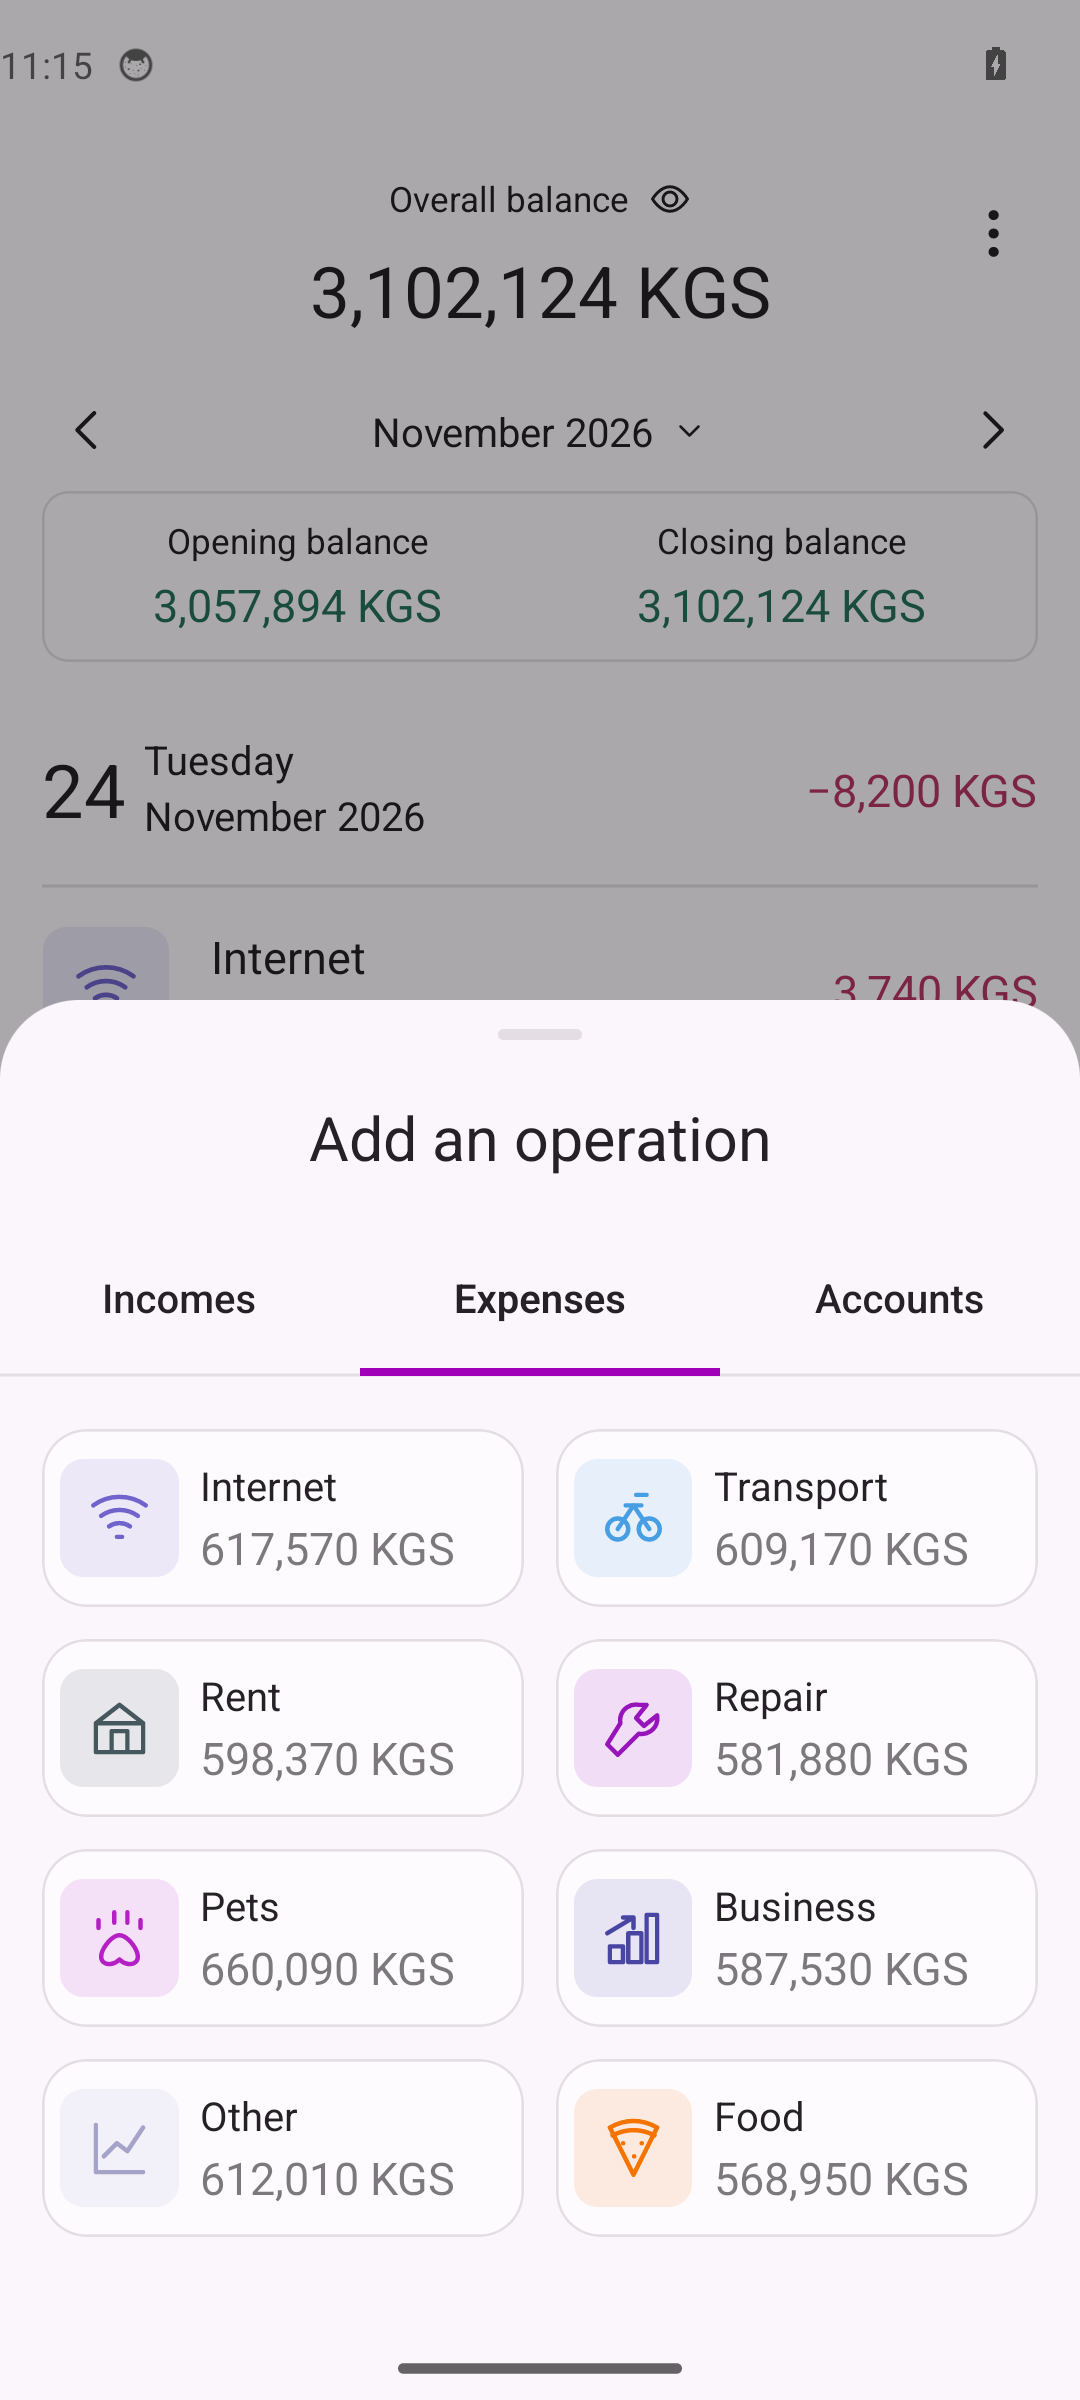 11:15
Overall balance
3,102,124 KGS
November 2026
Opening balance
Closing balance
3,057,894 KGS
3,102,124 KGS
24
Tuesday
November 2026
−8,200 KGS
Internet
3,740 KGS
Add an operation
Incomes
Expenses
Accounts
Internet
617,570 KGS
Transport
609,170 KGS
Rent
598,370 KGS
Repair
581,880 KGS
Pets
660,090 KGS
Business
587,530 KGS
Other
612,010 KGS
Food
568,950 KGS